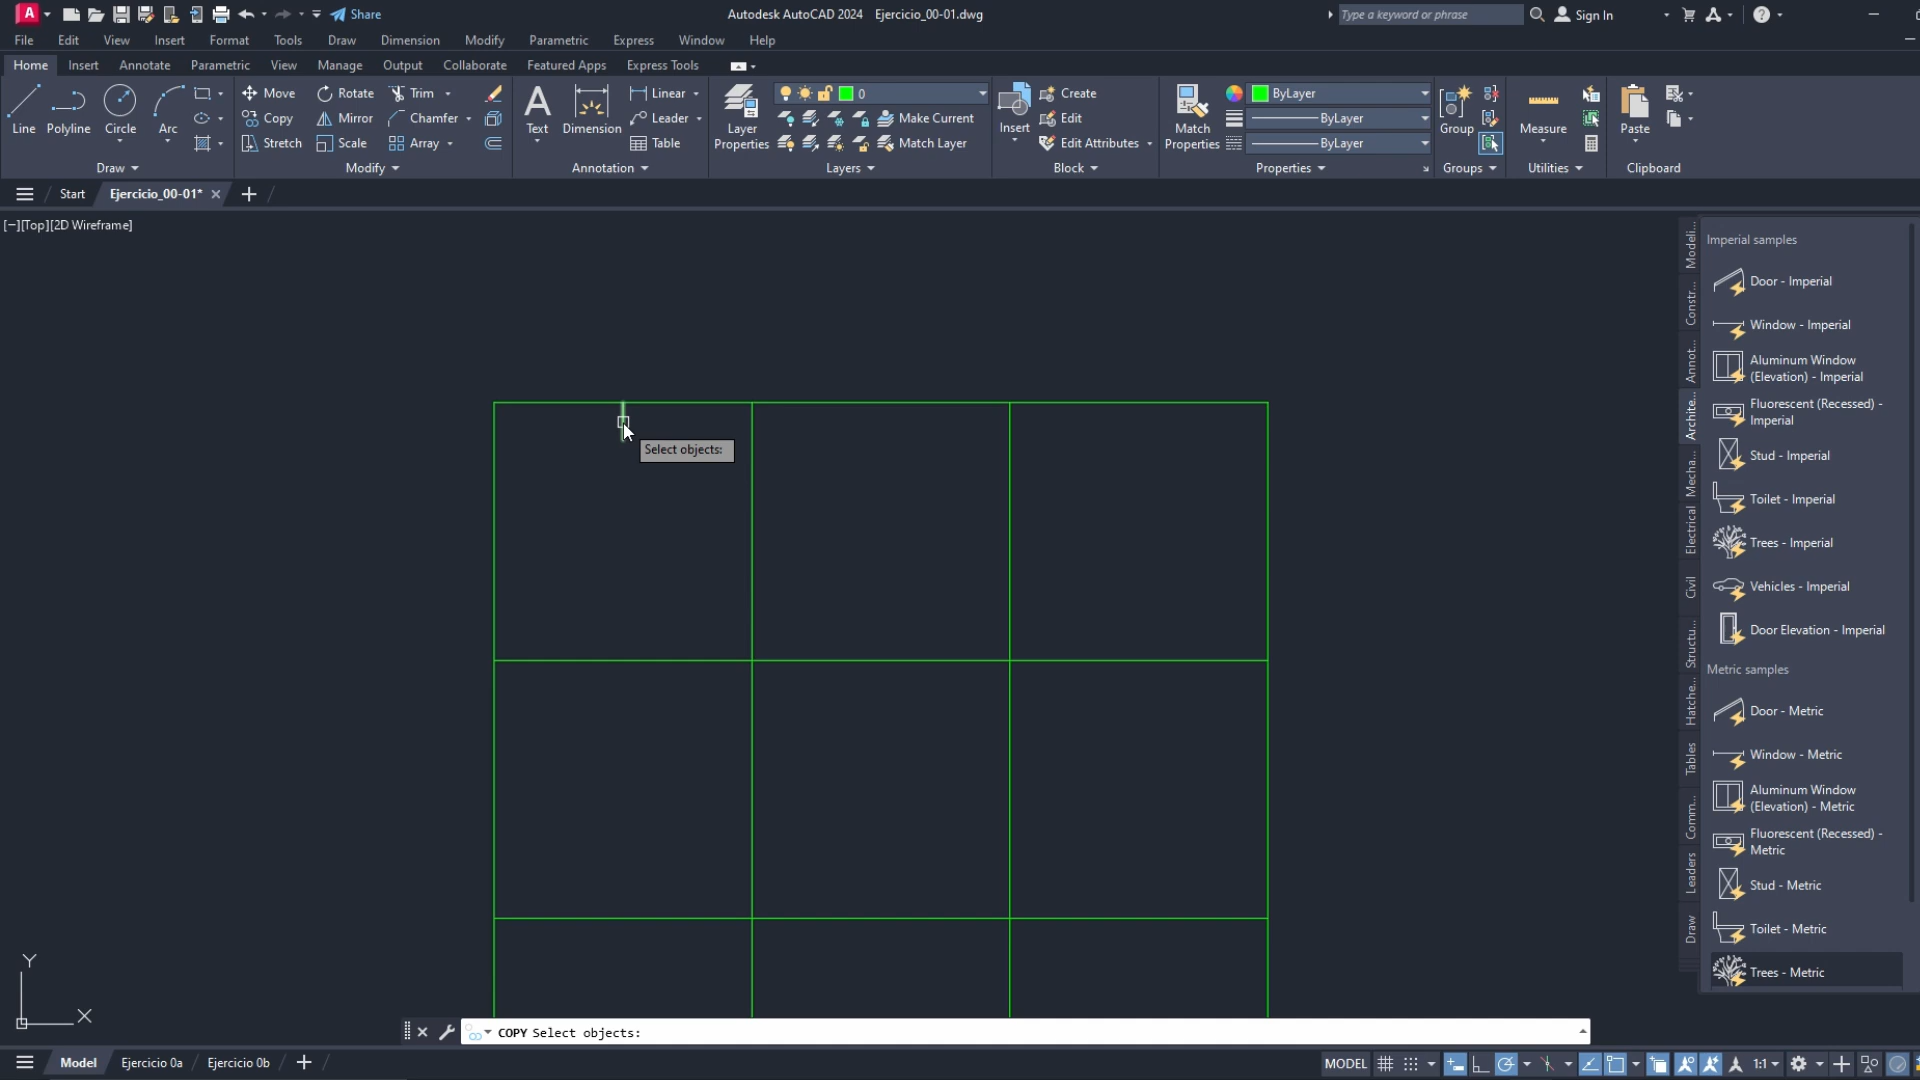 A Share Autodesk AutoCAD 2024 Ejercicio_00-01.dwg Type a keyword or phrase Sign In
File Edit View Insert Format Tools Draw Dimension Modify Parametric Express Window Help
Home Insert Annotate Parametric View Manage Output Collaborate Featured Apps Express Tools
Move Rotate Trim Linear 0 Create ByLayer
Copy Mirror Chamfer Leader Make Current Edit ByLayer
Line Polyline Circle Arc Text Dimension Layer Insert Match Group Measure Paste
Stretch Scale Array Table Properties Match Layer Edit Attributes Properties ByLayer
Draw Modify Annotation Layers Block Properties Groups Utilities Clipboard
Start Ejercicio_00-01*
[−][Top][2D Wireframe]
Select objects:
Y
X
Modeli...
Constr...
Annot...
Archite...
Mecha...
Electrical
Civil
Structu...
Hatche...
Tables
Comm...
Leaders
Draw
Imperial samples
Door - Imperial
Window - Imperial
Aluminum Window
(Elevation) - Imperial
Fluorescent (Recessed) -
Imperial
Stud - Imperial
Toilet - Imperial
Trees - Imperial
Vehicles - Imperial
Door Elevation - Imperial
Metric samples
Door - Metric
Window - Metric
Aluminum Window
(Elevation) - Metric
Fluorescent (Recessed) -
Metric
Stud - Metric
Toilet - Metric
Trees - Metric
COPY Select objects:
Model Ejercicio 0a Ejercicio 0b MODEL 1:1